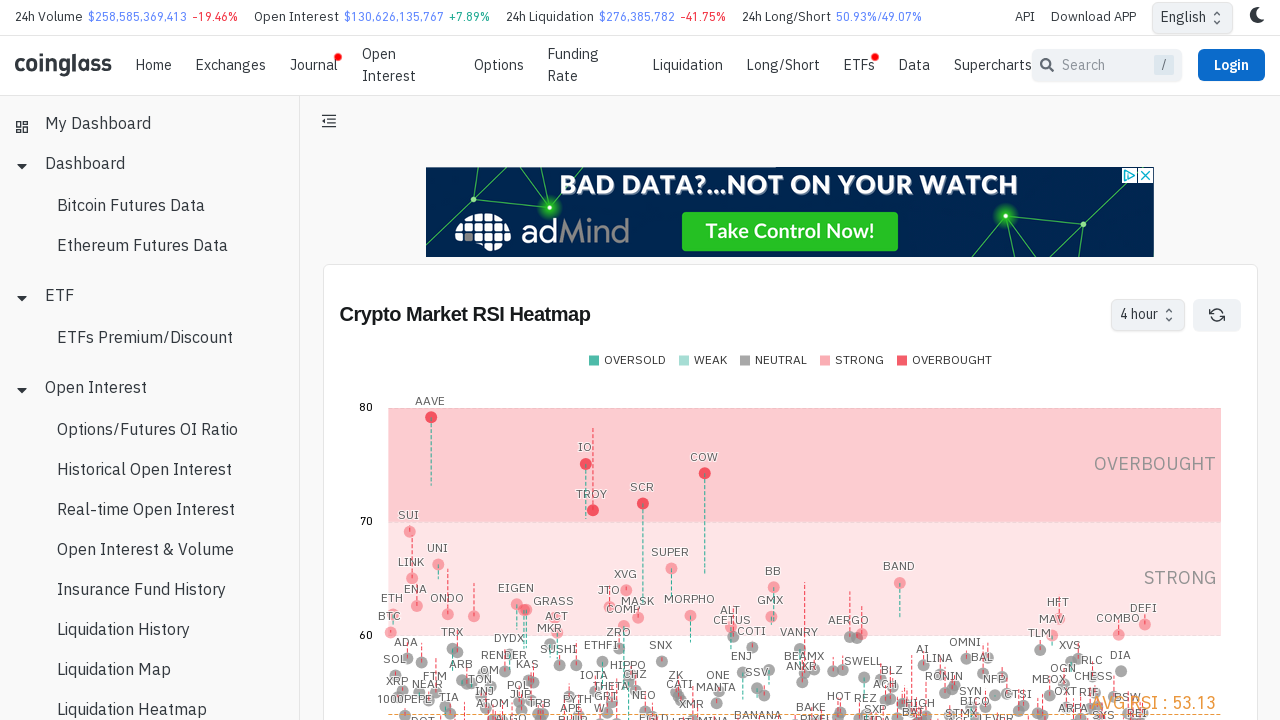 24h Volume $258,585,369,413 -19.46% Open Interest $130,626,135,767 +7.89% 24h Liquidation $276,385,782 -41.75% 24h Long/Short 50.93%/49.07% API Download APP English
coinglass Home Exchanges Journal Open Interest Options Funding Rate Liquidation Long/Short ETFs Data Supercharts Search / Login
My Dashboard
Dashboard
Bitcoin Futures Data
Ethereum Futures Data
ETF
ETFs Premium/Discount
Open Interest
Options/Futures OI Ratio
Historical Open Interest
Real-time Open Interest
Open Interest & Volume
Insurance Fund History
Liquidation History
Liquidation Map
Liquidation Heatmap
BAD DATA?...NOT ON YOUR WATCH
adMind Take Control Now!
Crypto Market RSI Heatmap 4 hour
OVERSOLD WEAK NEUTRAL STRONG OVERBOUGHT
80
AAVE
IO
COW
OVERBOUGHT
SCR
TROY
70
SUI
UNI
SUPER
LINK
XVG
BB
BAND
STRONG
ENA
EIGEN
JTO
ETH
ONDO
GRASS
MASK
MORPHO
GMX
HFT
COMP
ALT
DEFI
BTC
ACT
CETUS
AERGO
MAV
COMBO
60
TRK
MKR
ZRO
COTI
VANRY
TLM
ADA
DYDX
SUSHI
ETHFI
SNX
AI
OMNI
XVS
SOL
RENDER
ENJ
BEAMX
LINA
BAL
DIA
ARB
KAS
HIPPO
ANKR
SWELL
RLC
XRP
FTM
OM
IOTA
CHZ
ZK
ONE
SSV
BLZ
RONIN
NFP
OGN
CHESS
NEAR
TON
POL
THETA
CATI
MANTA
ACH
MBOX
1000PEPE
TIA
INJ
JUP
PYTH
GRT
NEO
HOT
REZ
SYN
CTSI
OXT
RIF
BSW
ATOM
TRB
APE
W
XMR
BAKE
SXP
HIGH
BICO
ARPA
AVG RSI : 53.13
BANANA
STMX